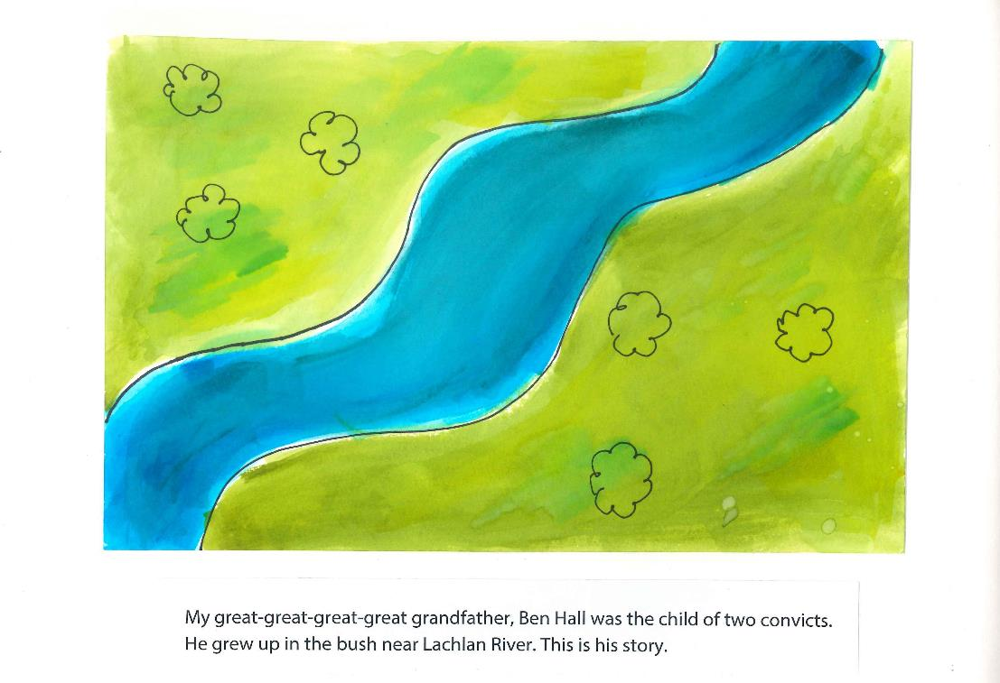 My great-great-great-great grandfather, Ben Hall was the child of two convicts.
He grew up in the bush near Lachlan River. This is his story.